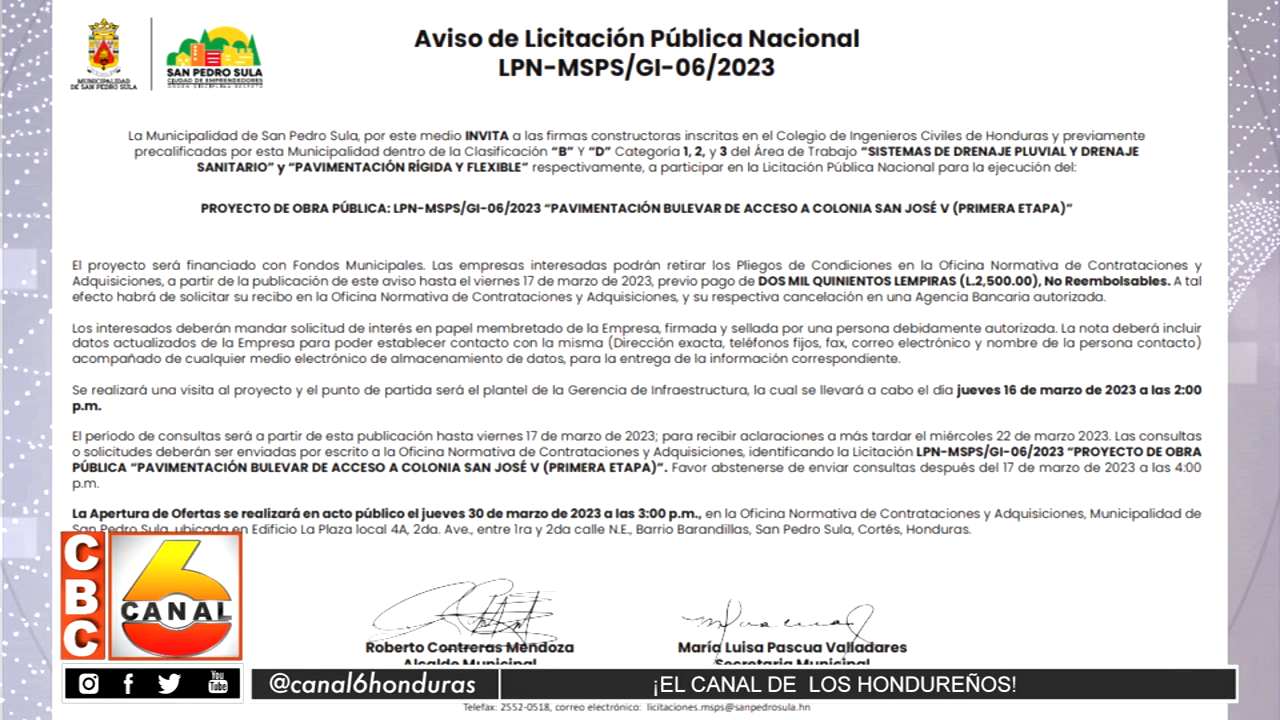 Aviso de Licitación Pública Nacional
LPN-MSPS/GI-06/2023
MUNICIPALIDAD
DE SAN PEDRO SULA
SAN PEDRO SULA
CIUDAD DE EMPRENDEDORES
ORDEN·DISCIPLINA·RESPETO
La Municipalidad de San Pedro Sula, por este medio INVITA a las firmas constructoras inscritas en el Colegio de Ingenieros Civiles de Honduras y previamente
precalificadas por esta Municipalidad dentro de la Clasificación “B” Y “D” Categoría 1, 2, y 3 del Área de Trabajo “SISTEMAS DE DRENAJE PLUVIAL Y DRENAJE
SANITARIO” y “PAVIMENTACIÓN RÍGIDA Y FLEXIBLE” respectivamente, a participar en la Licitación Pública Nacional para la ejecución del:
PROYECTO DE OBRA PÚBLICA: LPN-MSPS/GI-06/2023 “PAVIMENTACIÓN BULEVAR DE ACCESO A COLONIA SAN JOSÉ V (PRIMERA ETAPA)”
El proyecto será financiado con Fondos Municipales. Las empresas interesadas podrán retirar los Pliegos de Condiciones en la Oficina Normativa de Contrataciones y
Adquisiciones, a partir de la publicación de este aviso hasta el viernes 17 de marzo de 2023, previo pago de DOS MIL QUINIENTOS LEMPIRAS (L.2,500.00), No Reembolsables. A tal
efecto habrá de solicitar su recibo en la Oficina Normativa de Contrataciones y Adquisiciones, y su respectiva cancelación en una Agencia Bancaria autorizada.
Los interesados deberán mandar solicitud de interés en papel membretado de la Empresa, firmada y sellada por una persona debidamente autorizada. La nota deberá incluir
datos actualizados de la Empresa para poder establecer contacto con la misma (Dirección exacta, teléfonos fijos, fax, correo electrónico y nombre de la persona contacto)
acompañado de cualquier medio electrónico de almacenamiento de datos, para la entrega de la información correspondiente.
Se realizará una visita al proyecto y el punto de partida será el plantel de la Gerencia de Infraestructura, la cual se llevará a cabo el día jueves 16 de marzo de 2023 a las 2:00
p.m.
El período de consultas será a partir de esta publicación hasta viernes 17 de marzo de 2023; para recibir aclaraciones a más tardar el miércoles 22 de marzo 2023. Las consultas
o solicitudes deberán ser enviadas por escrito a la Oficina Normativa de Contrataciones y Adquisiciones, identificando la Licitación LPN-MSPS/GI-06/2023 “PROYECTO DE OBRA
PÚBLICA “PAVIMENTACIÓN BULEVAR DE ACCESO A COLONIA SAN JOSÉ V (PRIMERA ETAPA)”. Favor abstenerse de enviar consultas después del 17 de marzo de 2023 a las 4:00
p.m.
La Apertura de Ofertas se realizará en acto público el jueves 30 de marzo de 2023 a las 3:00 p.m., en la Oficina Normativa de Contrataciones y Adquisiciones, Municipalidad de
San Pedro Sula, ubicada en Edificio La Plaza local 4A, 2da. Ave., entre 1ra y 2da calle N.E., Barrio Barandillas, San Pedro Sula, Cortés, Honduras.
CBC
CANAL
6
Roberto Contreras Mendoza
Alcalde Municipal
María Luisa Pascua Valladares
Secretaria Municipal
You
Tube
@canal6honduras
¡EL CANAL DE LOS HONDUREÑOS!
Telefax: 2552-0518, correo electrónico: licitaciones.msps@sanpedrosula.hn